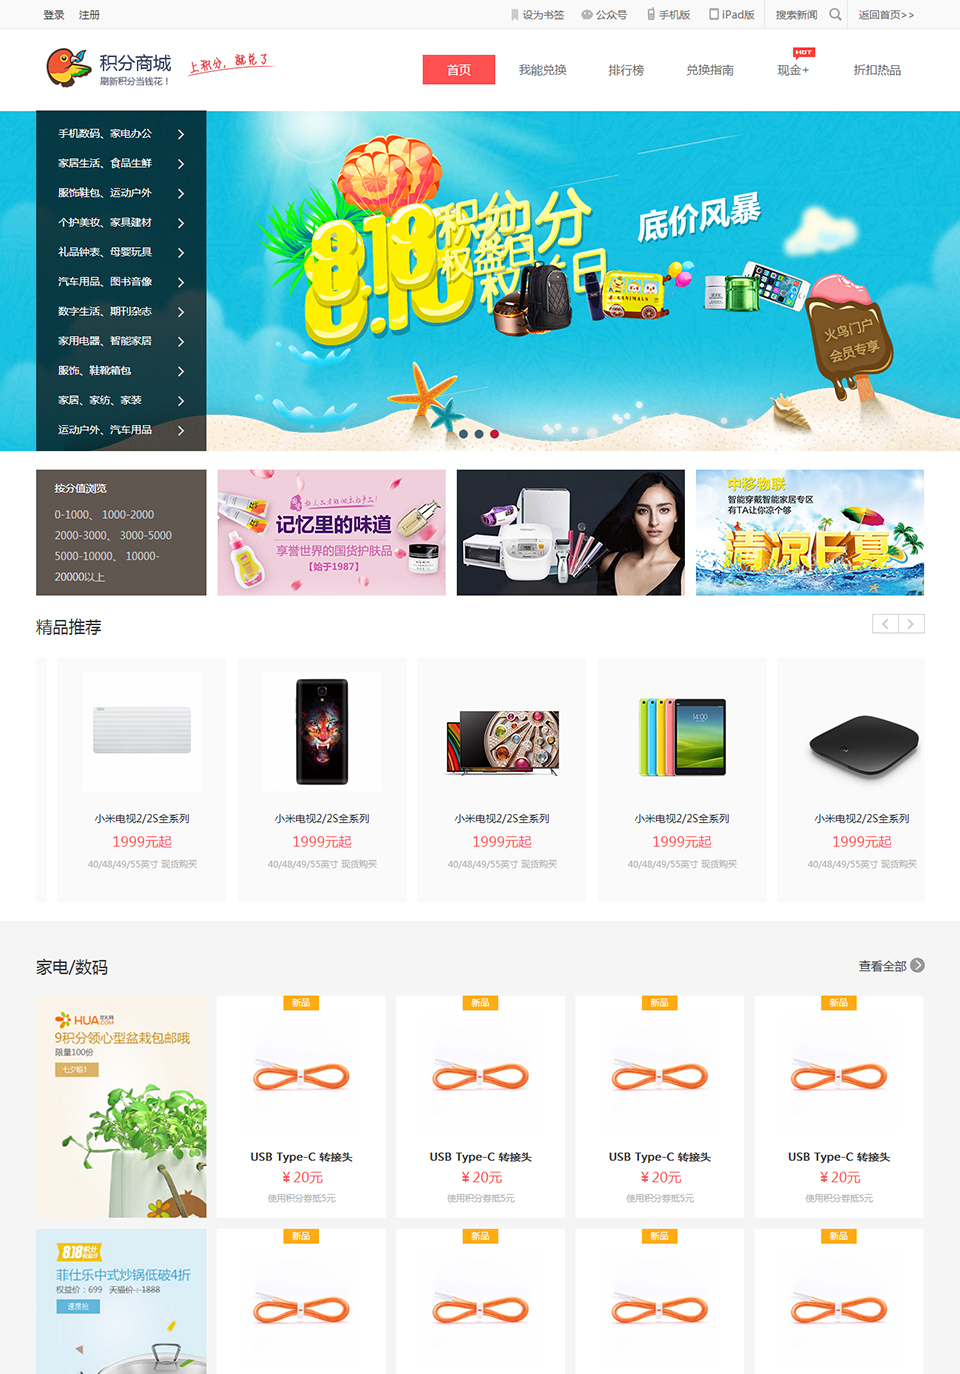 登录 注册 设为书签 公众号 手机版 iPad版 搜索新闻 返回首页>>
积分商城
刷新积分当钱花！
上积分，就兑了
首页 我能兑换 排行榜 兑换指南 现金+ 折扣热品
HOT
手机数码、家电办公
家居生活、食品生鲜
服饰鞋包、运动户外
个护美妆、家具建材
礼品钟表、母婴玩具
汽车用品、图书音像
数字生活、期刊杂志
家用电器、智能家居
服饰、鞋靴箱包
家居、家纺、家装
运动户外、汽车用品
8.18
积分
权益日
底价风暴
ANIMALS
火鸟门户
会员专享
按分值浏览
0-1000、 1000-2000
2000-3000、 3000-5000
5000-10000、 10000-
20000以上
记忆里的味道
享誉世界的国货护肤品
【始于1987】
中移物联
智能穿戴智能家居专区
有TA让你凉个够
清凉日夏
精品推荐
小米电视2/2S全系列 小米电视2/2S全系列 小米电视2/2S全系列 小米电视2/2S全系列 小米电视2/2S全系列
1999元起 1999元起 1999元起 1999元起 1999元起
40/48/49/55英寸 现货购买 40/48/49/55英寸 现货购买 40/48/49/55英寸 现货购买 40/48/49/55英寸 现货购买 40/48/49/55英寸 现货购买
家电/数码 查看全部
HUA.COM
9积分领心型盆栽包邮哦
限量100份
七夕啦！
新品 新品 新品 新品
USB Type-C 转接头 USB Type-C 转接头 USB Type-C 转接头 USB Type-C 转接头
¥ 20元 ¥ 20元 ¥ 20元 ¥ 20元
使用积分券抵5元 使用积分券抵5元 使用积分券抵5元 使用积分券抵5元
8.18 积分
菲仕乐中式炒锅低破4折
权益价：699 天猫价：1888
速度抢
新品 新品 新品 新品